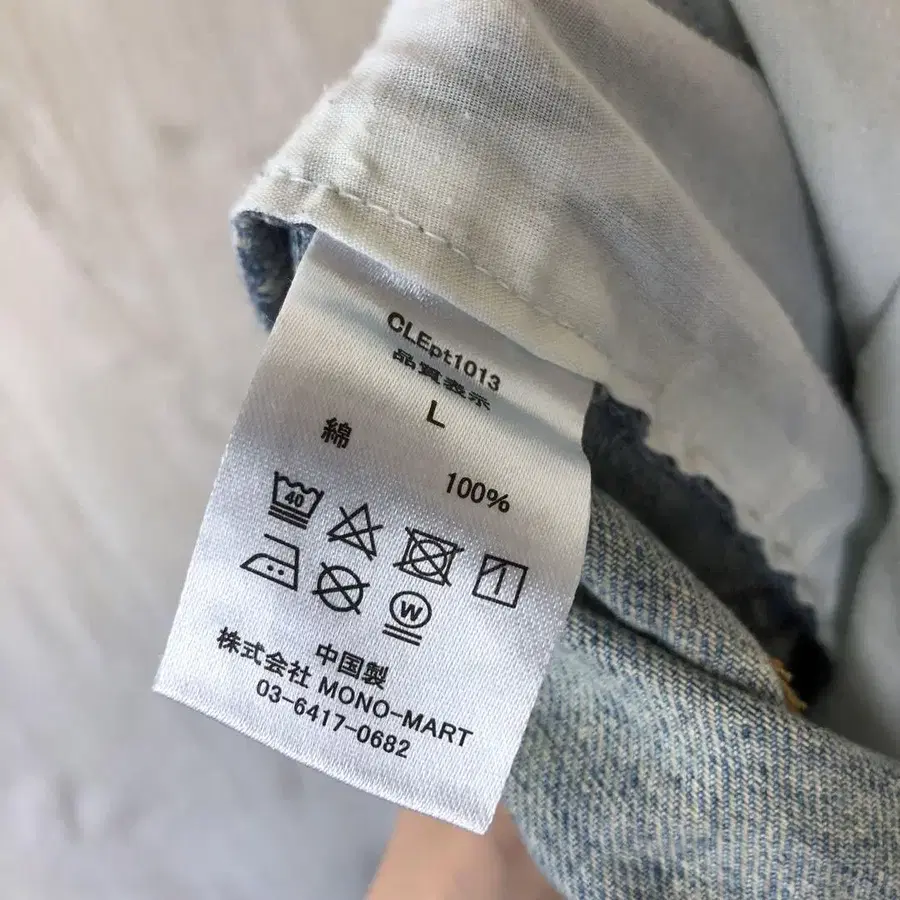 CLEpt1013
品質表示
L
綿 100%
40
W
中国製
株式会社 MONO-MART
03-6417-0682